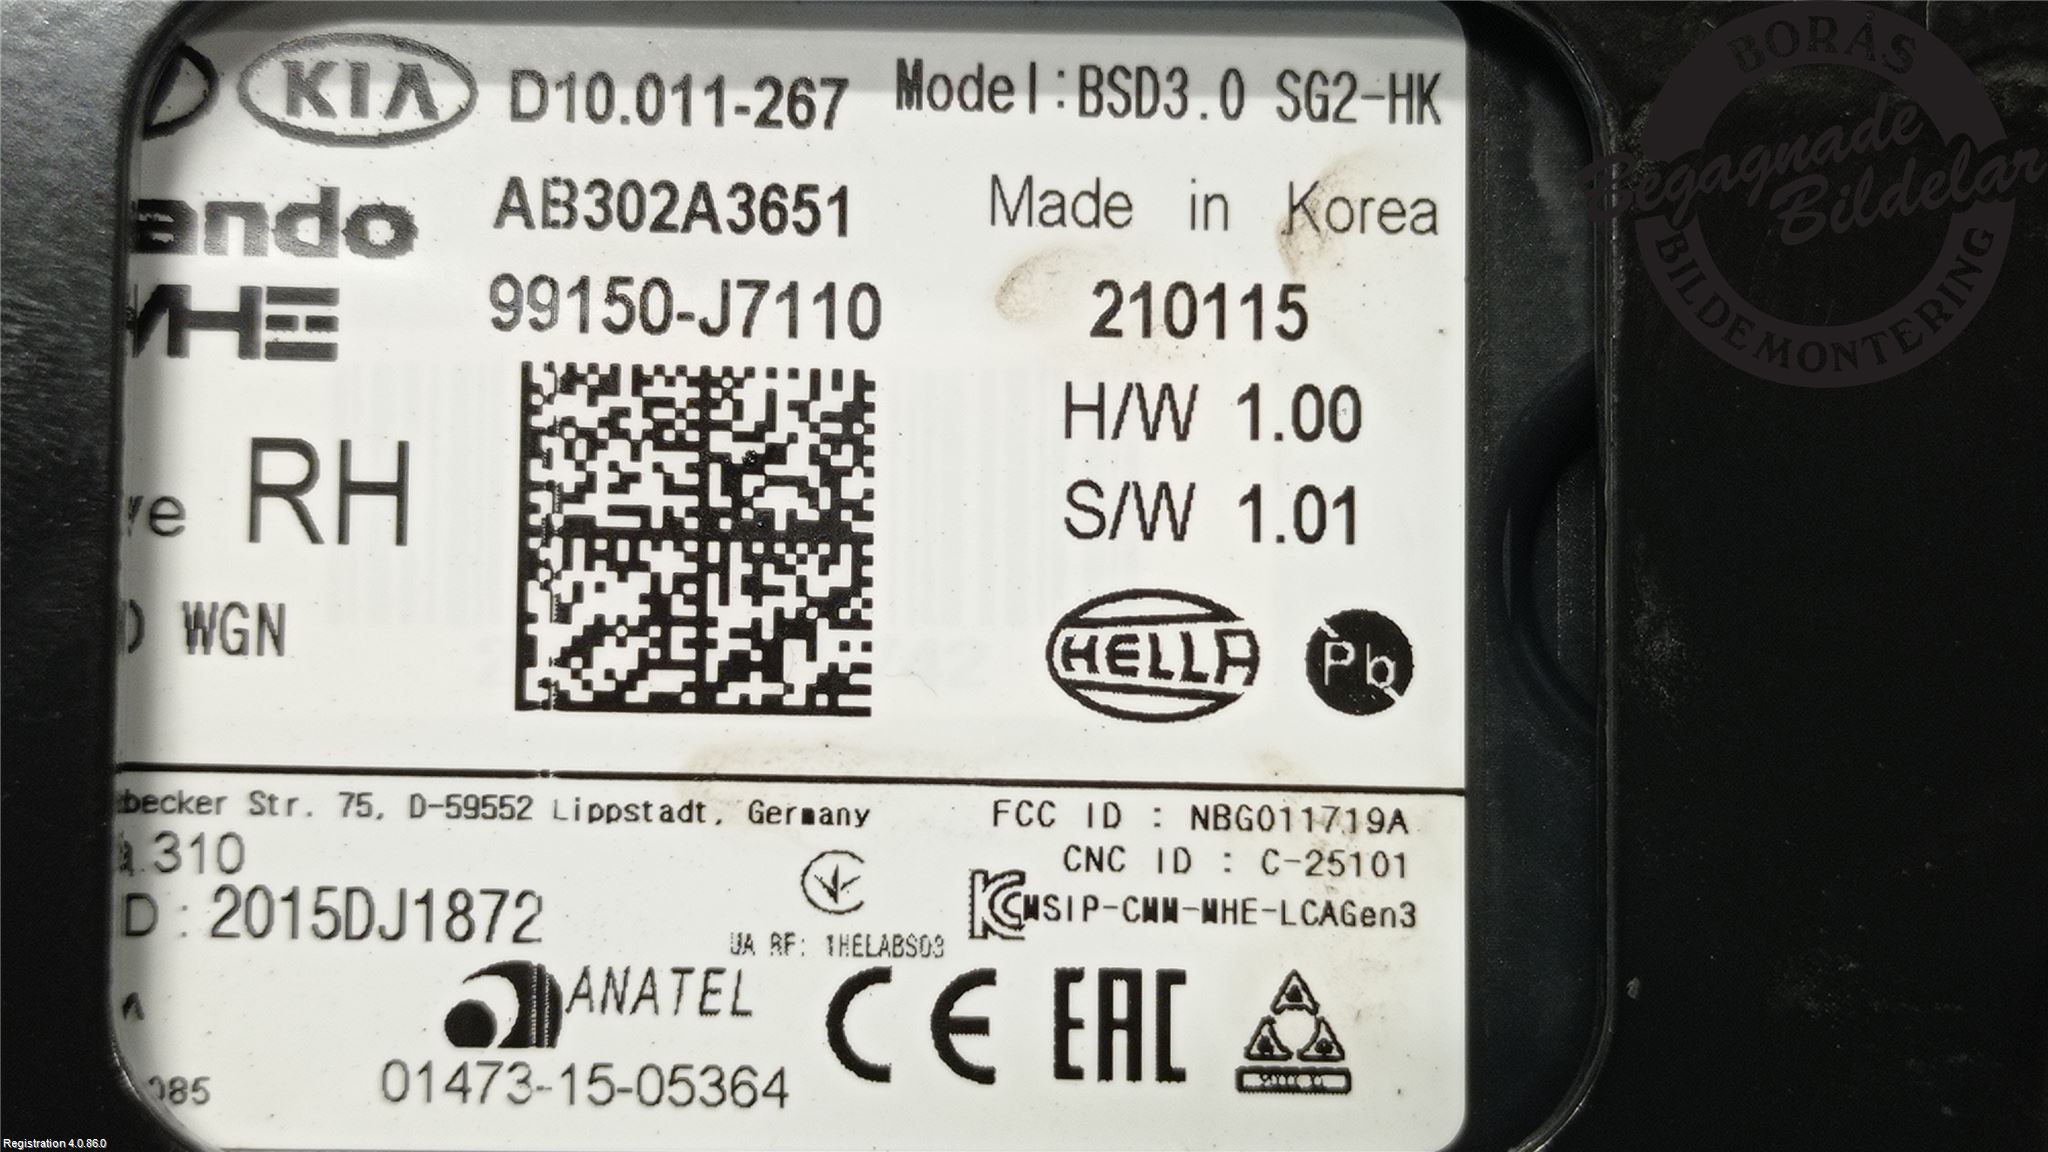 KIA D10.011-267 Model:BSD3.0 SG2-HK
ando AB302A3651 Made in Korea
MHE 99150-J7110 210115
H/W 1.00
RH
S/W 1.01
WGN
HELLA Pb
becker Str. 75, D-59552 Lippstadt, Germany FCC ID : NBG011719A
310 CNC ID : C-25101
D : 2015DJ1872 MSIP-CMM-MHE-LCAGen3
UA RF: 1HELABS03
ANATEL CE EAC
085 01473-15-05364
BORÅS
Begagnade
Bildelar
BILDEMONTERING
Registration 4.0.86.0